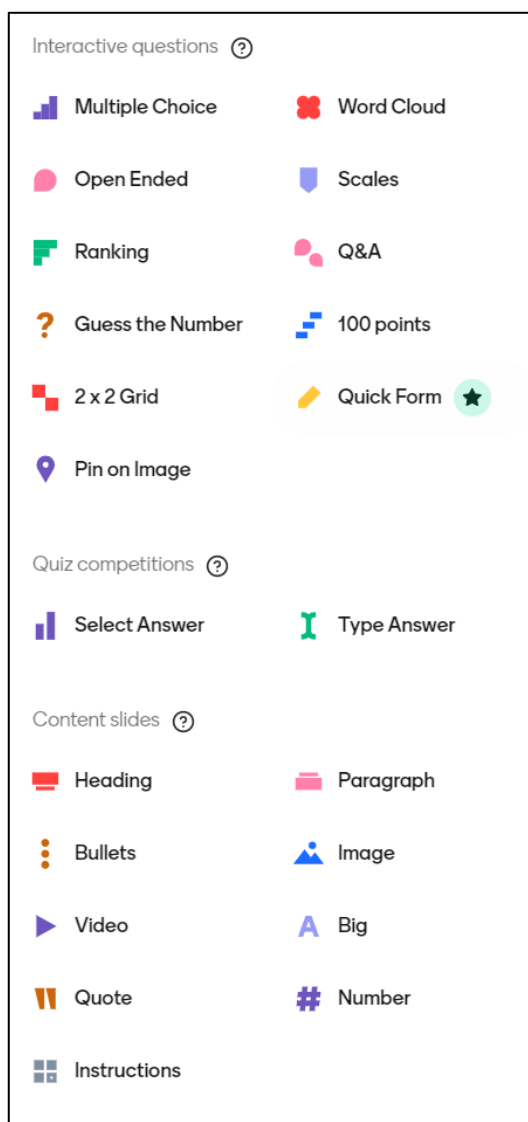 Interactive questions ?
Multiple Choice
Word Cloud
Open Ended
Scales
Ranking
Q&A
Guess the Number
100 points
2 x 2 Grid
Quick Form
Pin on Image
Quiz competitions ?
Select Answer
Type Answer
Content slides ?
Heading
Paragraph
Bullets
Image
Video
Big
Quote
Number
Instructions